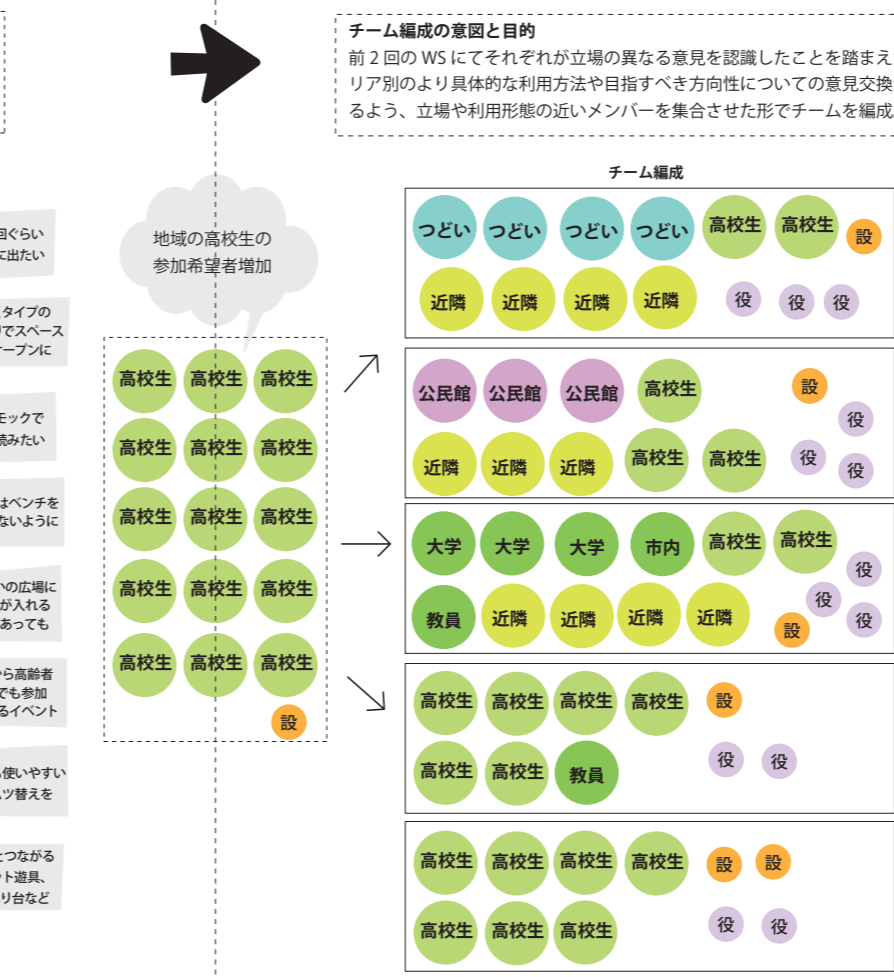 チーム編成の意図と目的
前 2 回の WS にてそれぞれが立場の異なる意見を認識したことを踏まえ
リア別のより具体的な利用方法や目指すべき方向性についての意見交換
るよう、立場や利用形態の近いメンバーを集合させた形でチームを編成
回ぐらい
に出たい
タイプの
でスペース
ープンに
モックで
読みたい
はベンチを
ないように
の広場に
が入れる
あっても
ら高齢者
でも参加
るイベント
使いやすい
ツ替えを
つながる
ット遊具、
り台など
地域の高校生の
参加希望者増加
高校生 高校生 高校生
高校生 高校生 高校生
高校生 高校生 高校生
高校生 高校生 高校生
高校生 高校生 高校生
設
チーム編成
つどい つどい つどい つどい 高校生 高校生 設
近隣 近隣 近隣 近隣 役 役 役
公民館 公民館 公民館 高校生 設 役
近隣 近隣 近隣 高校生 高校生 役 役
大学 大学 大学 市内 高校生 高校生 役
教員 近隣 近隣 近隣 近隣 設 役 役
高校生 高校生 高校生 高校生 設
高校生 高校生 教員 役 役
高校生 高校生 高校生 高校生 設 設
高校生 高校生 高校生 役 役